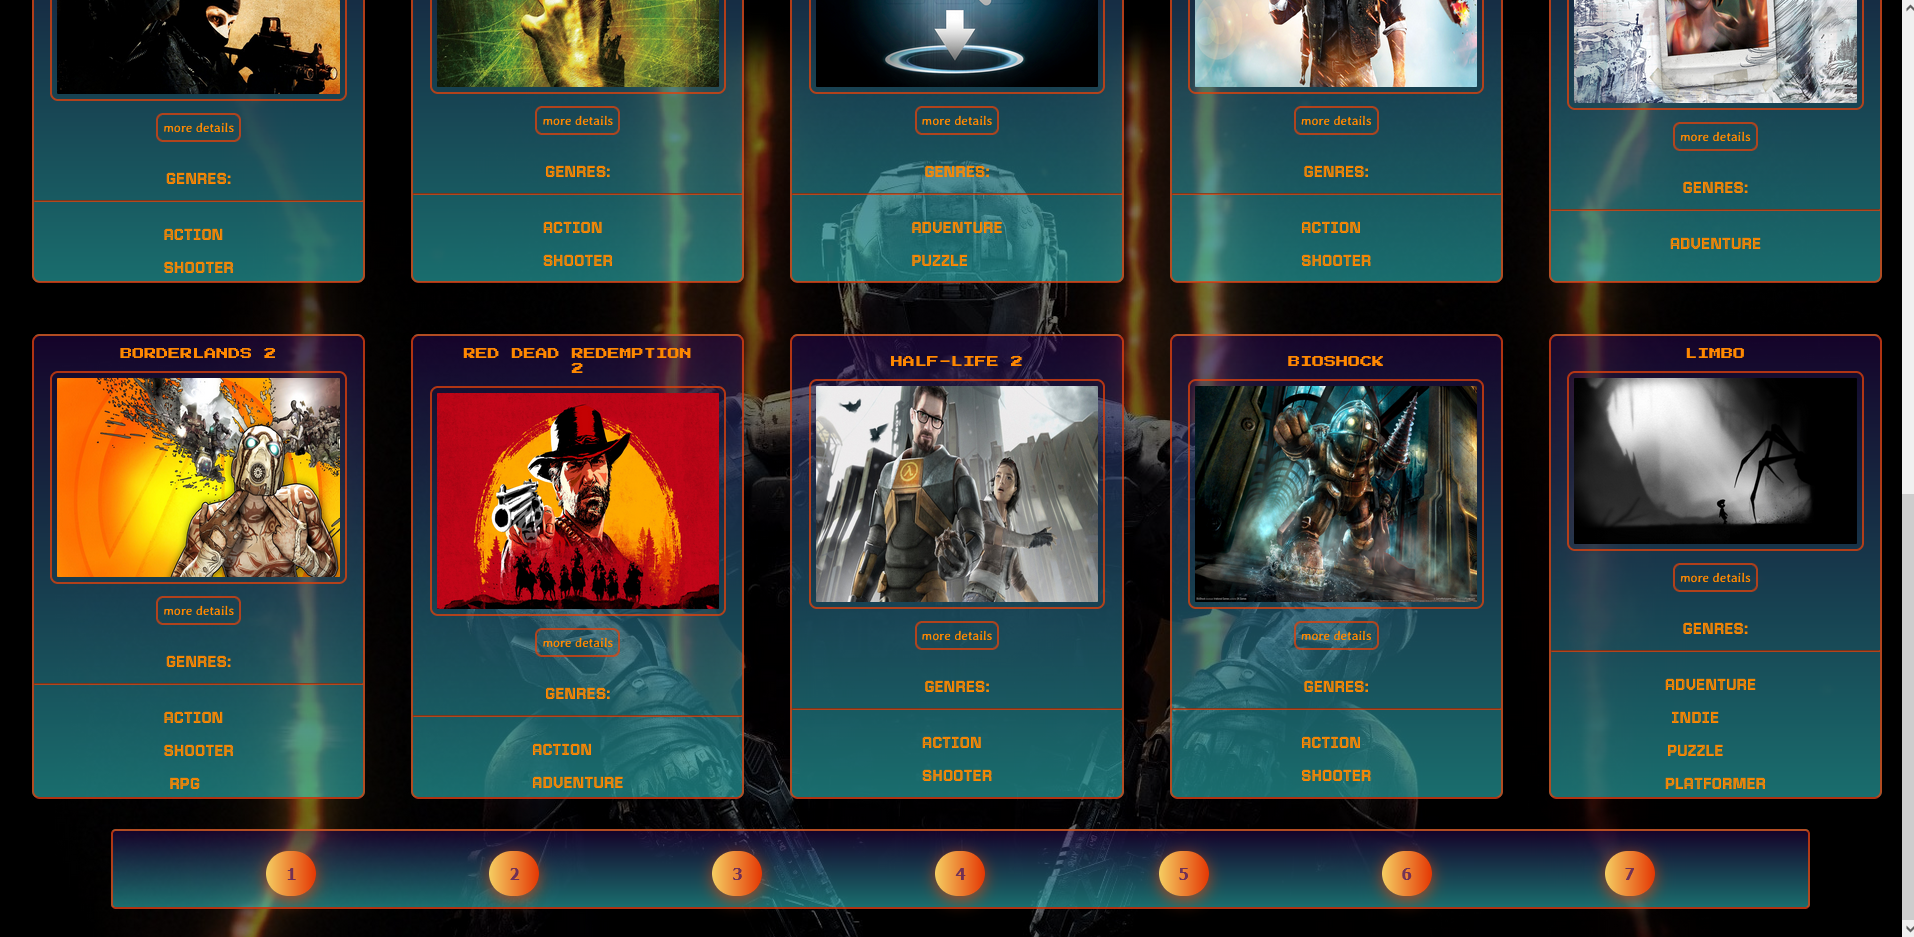 more details
GENRES:
ACTION
SHOOTER
more details
GENRES:
ACTION
SHOOTER
more details
GENRES:
ADVENTURE
PUZZLE
more details
GENRES:
ACTION
SHOOTER
more details
GENRES:
ADVENTURE
BORDERLANDS 2
more details
GENRES:
ACTION
SHOOTER
RPG
RED DEAD REDEMPTION
2
more details
GENRES:
ACTION
ADVENTURE
HALF-LIFE 2
more details
GENRES:
ACTION
SHOOTER
BIOSHOCK
more details
GENRES:
ACTION
SHOOTER
LIMBO
more details
GENRES:
ADVENTURE
INDIE
PUZZLE
PLATFORMER
1 2 3 4 5 6 7